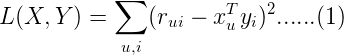 L(X, Y) = \sum_{u,i} (r_{ui} - x_u^T y_i)^2 ......(1)